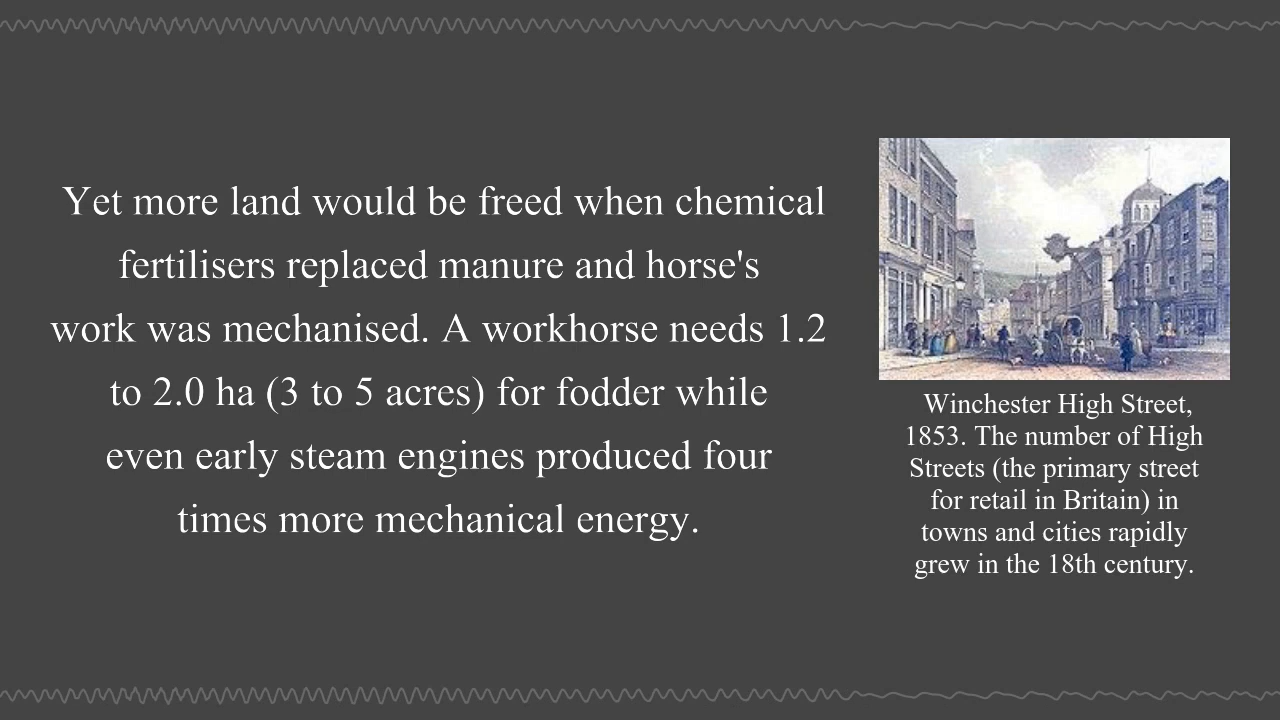 Yet more land would be freed when chemical
fertilisers replaced manure and horse's
work was mechanised. A workhorse needs 1.2
to 2.0 ha (3 to 5 acres) for fodder while
even early steam engines produced four
times more mechanical energy.
Winchester High Street,
1853. The number of High
Streets (the primary street
for retail in Britain) in
towns and cities rapidly
grew in the 18th century.